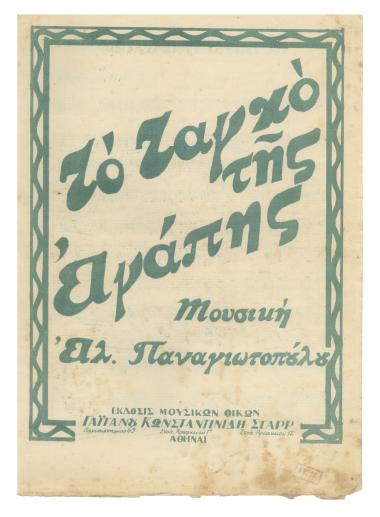 Τὸ Ταγκὸ
τῆς
Ἀγάπης
Μουσική
Ἀλ. Παναγιωτοπούλου
ΕΚΔΟΣΙΣ ΜΟΥΣΙΚΩΝ ΟΙΚΩΝ
ΓΑΪΤΑΝΟΥ ΚΩΝΣΤΑΝΤΙΝΙΔΗ ΣΤΑΡΡ
ΑΘΗΝΑΙ